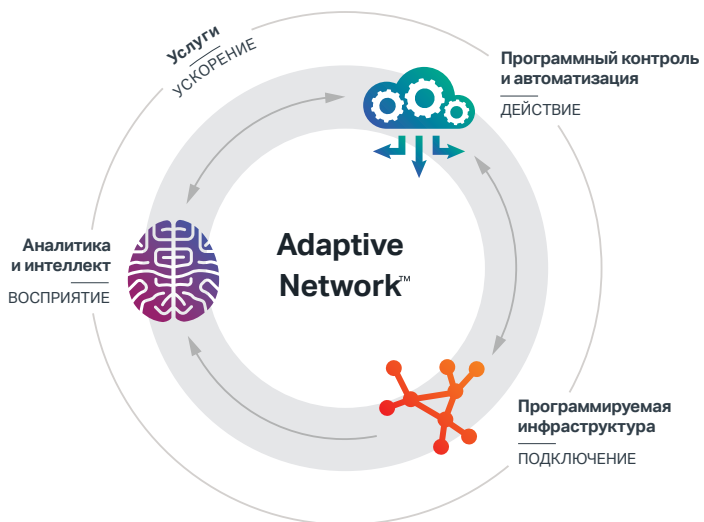 Услуги
УСКОРЕНИЕ
Программный контроль
и автоматизация
ДЕЙСТВИЕ
Adaptive
Network™
Аналитика
и интеллект
ВОСПРИЯТИЕ
Программируемая
инфраструктура
ПОДКЛЮЧЕНИЕ